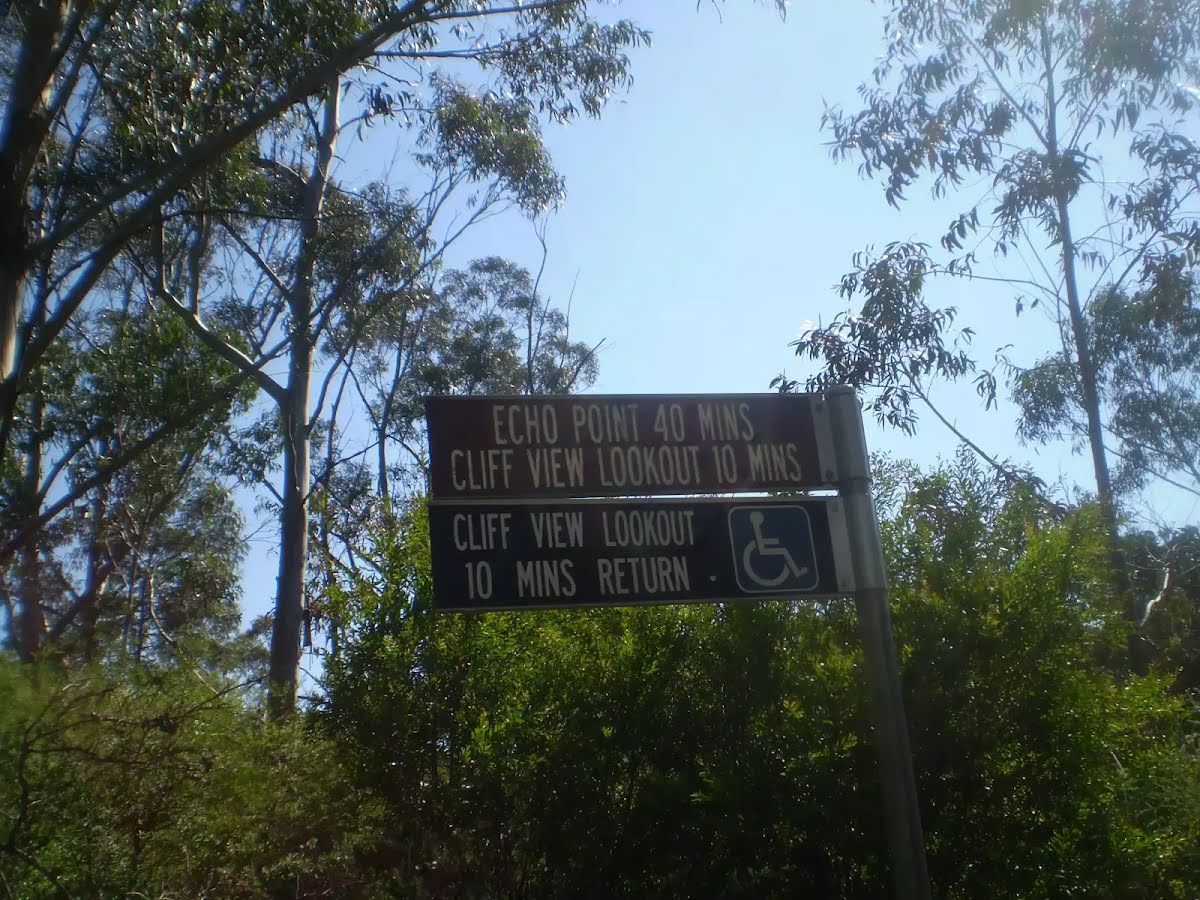 ECHO POINT 40 MINS
CLIFF VIEW LOOKOUT 10 MINS
CLIFF VIEW LOOKOUT
10 MINS RETURN